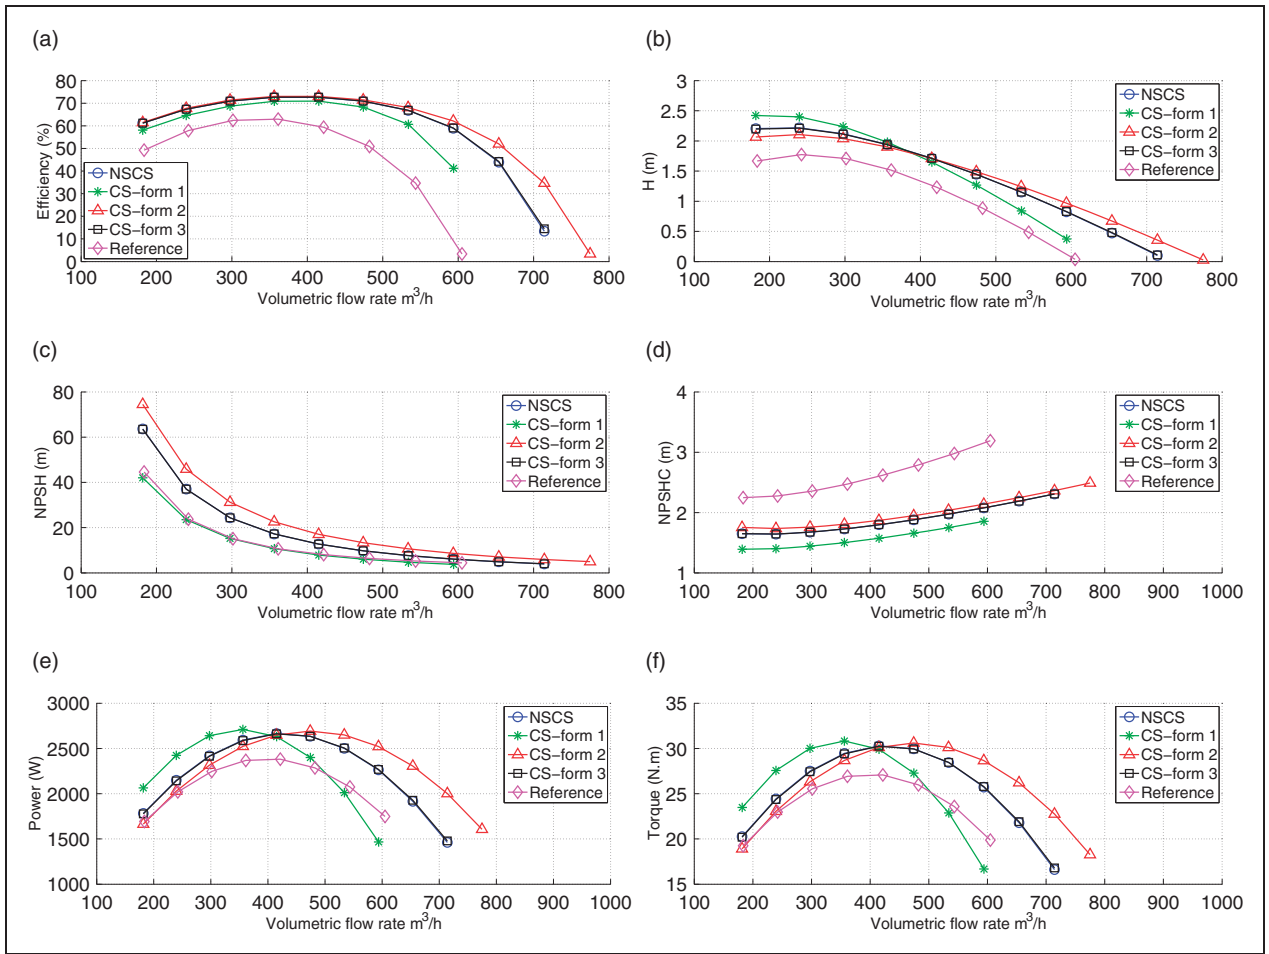 (a)
80
70
60
50
40
30
20
10
0
Efficiency (%)
NSCS
CS-form 1
CS-form 2
CS-form 3
Reference
100 200 300 400 500 600 700 800
Volumetric flow rate m³/h
(b)
3
2.5
2
1.5
1
0.5
0
H (m)
NSCS
CS-form 1
CS-form 2
CS-form 3
Reference
100 200 300 400 500 600 700 800
Volumetric flow rate m³/h
(c)
80
60
40
20
0
NPSH (m)
NSCS
CS-form 1
CS-form 2
CS-form 3
Reference
100 200 300 400 500 600 700 800
Volumetric flow rate m³/h
(d)
4
3
2
1
NPSHC (m)
NSCS
CS-form 1
CS-form 2
CS-form 3
Reference
100 200 300 400 500 600 700 800 900 1000
Volumetric flow rate m³/h
(e)
3000
2500
2000
1500
1000
Power (W)
NSCS
CS-form 1
CS-form 2
CS-form 3
Reference
100 200 300 400 500 600 700 800 900 1000
Volumetric flow rate m³/h
(f)
35
30
25
20
15
Torque (N.m)
NSCS
CS-form 1
CS-form 2
CS-form 3
Reference
100 200 300 400 500 600 700 800 900 1000
Volumetric flow rate m³/h